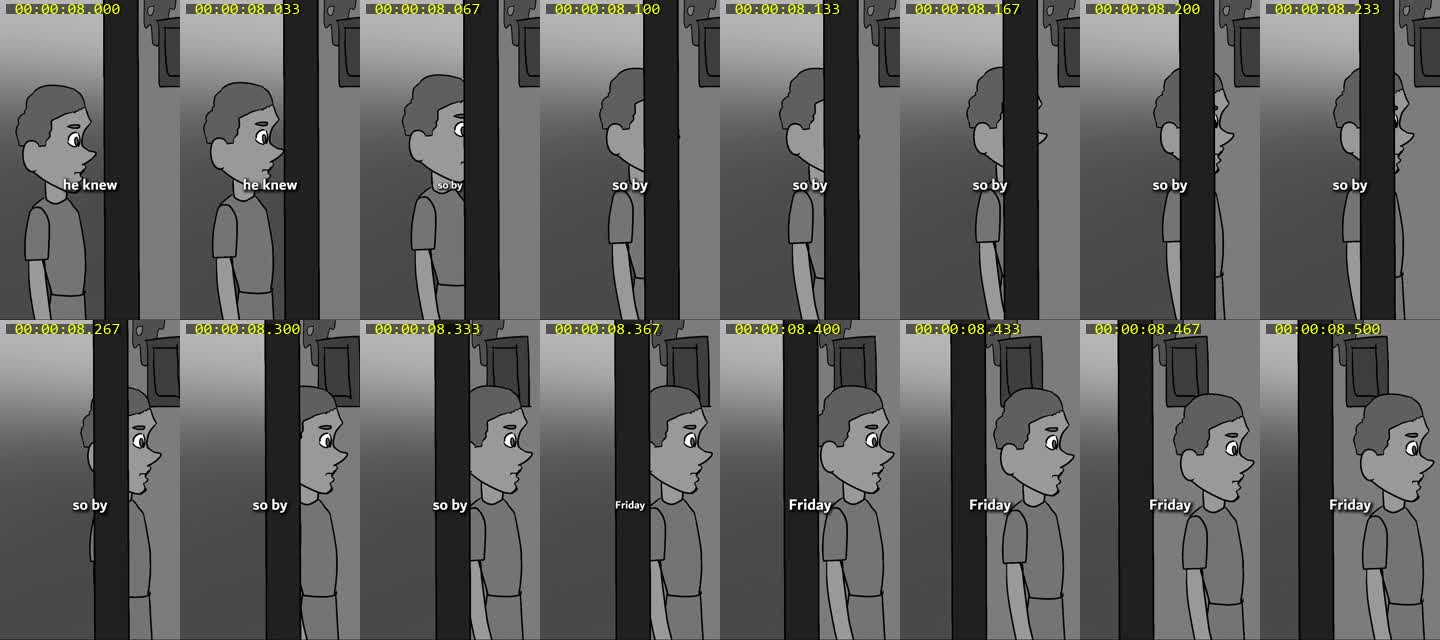 00:00:08.000
00:00:08.033
00:00:08.067
00:00:08.100
00:00:08.133
00:00:08.167
00:00:08.200
00:00:08.233
he knew
he knew
so by
so by
so by
so by
so by
so by
00:00:08.267
00:00:08.300
00:00:08.333
00:00:08.367
00:00:08.400
00:00:08.433
00:00:08.467
00:00:08.500
so by
so by
so by
Friday
Friday
Friday
Friday
Friday